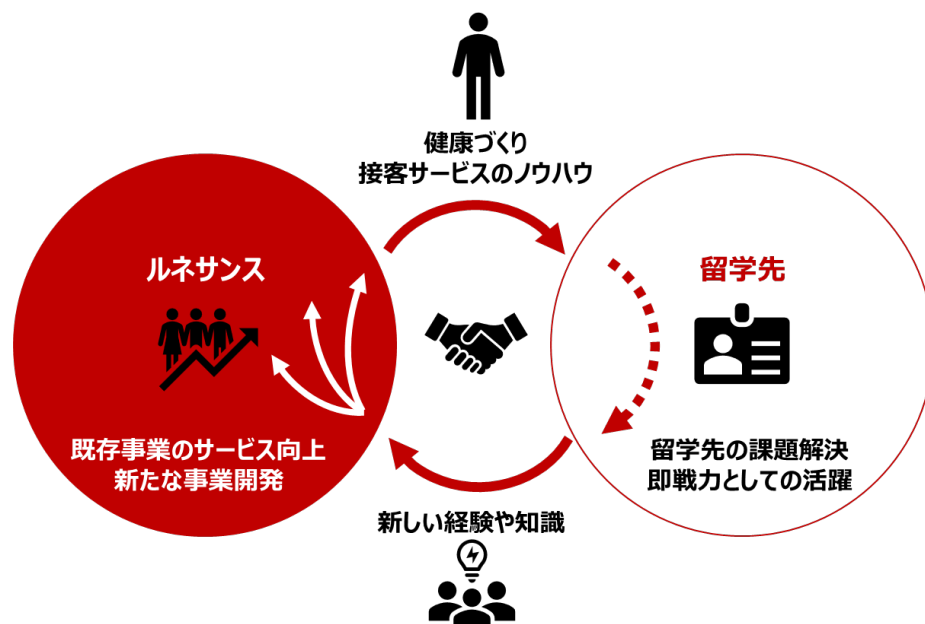 健康づくり
接客サービスのノウハウ
ルネサンス
留学先
既存事業のサービス向上
新たな事業開発
留学先の課題解決
即戦力としての活躍
新しい経験や知識